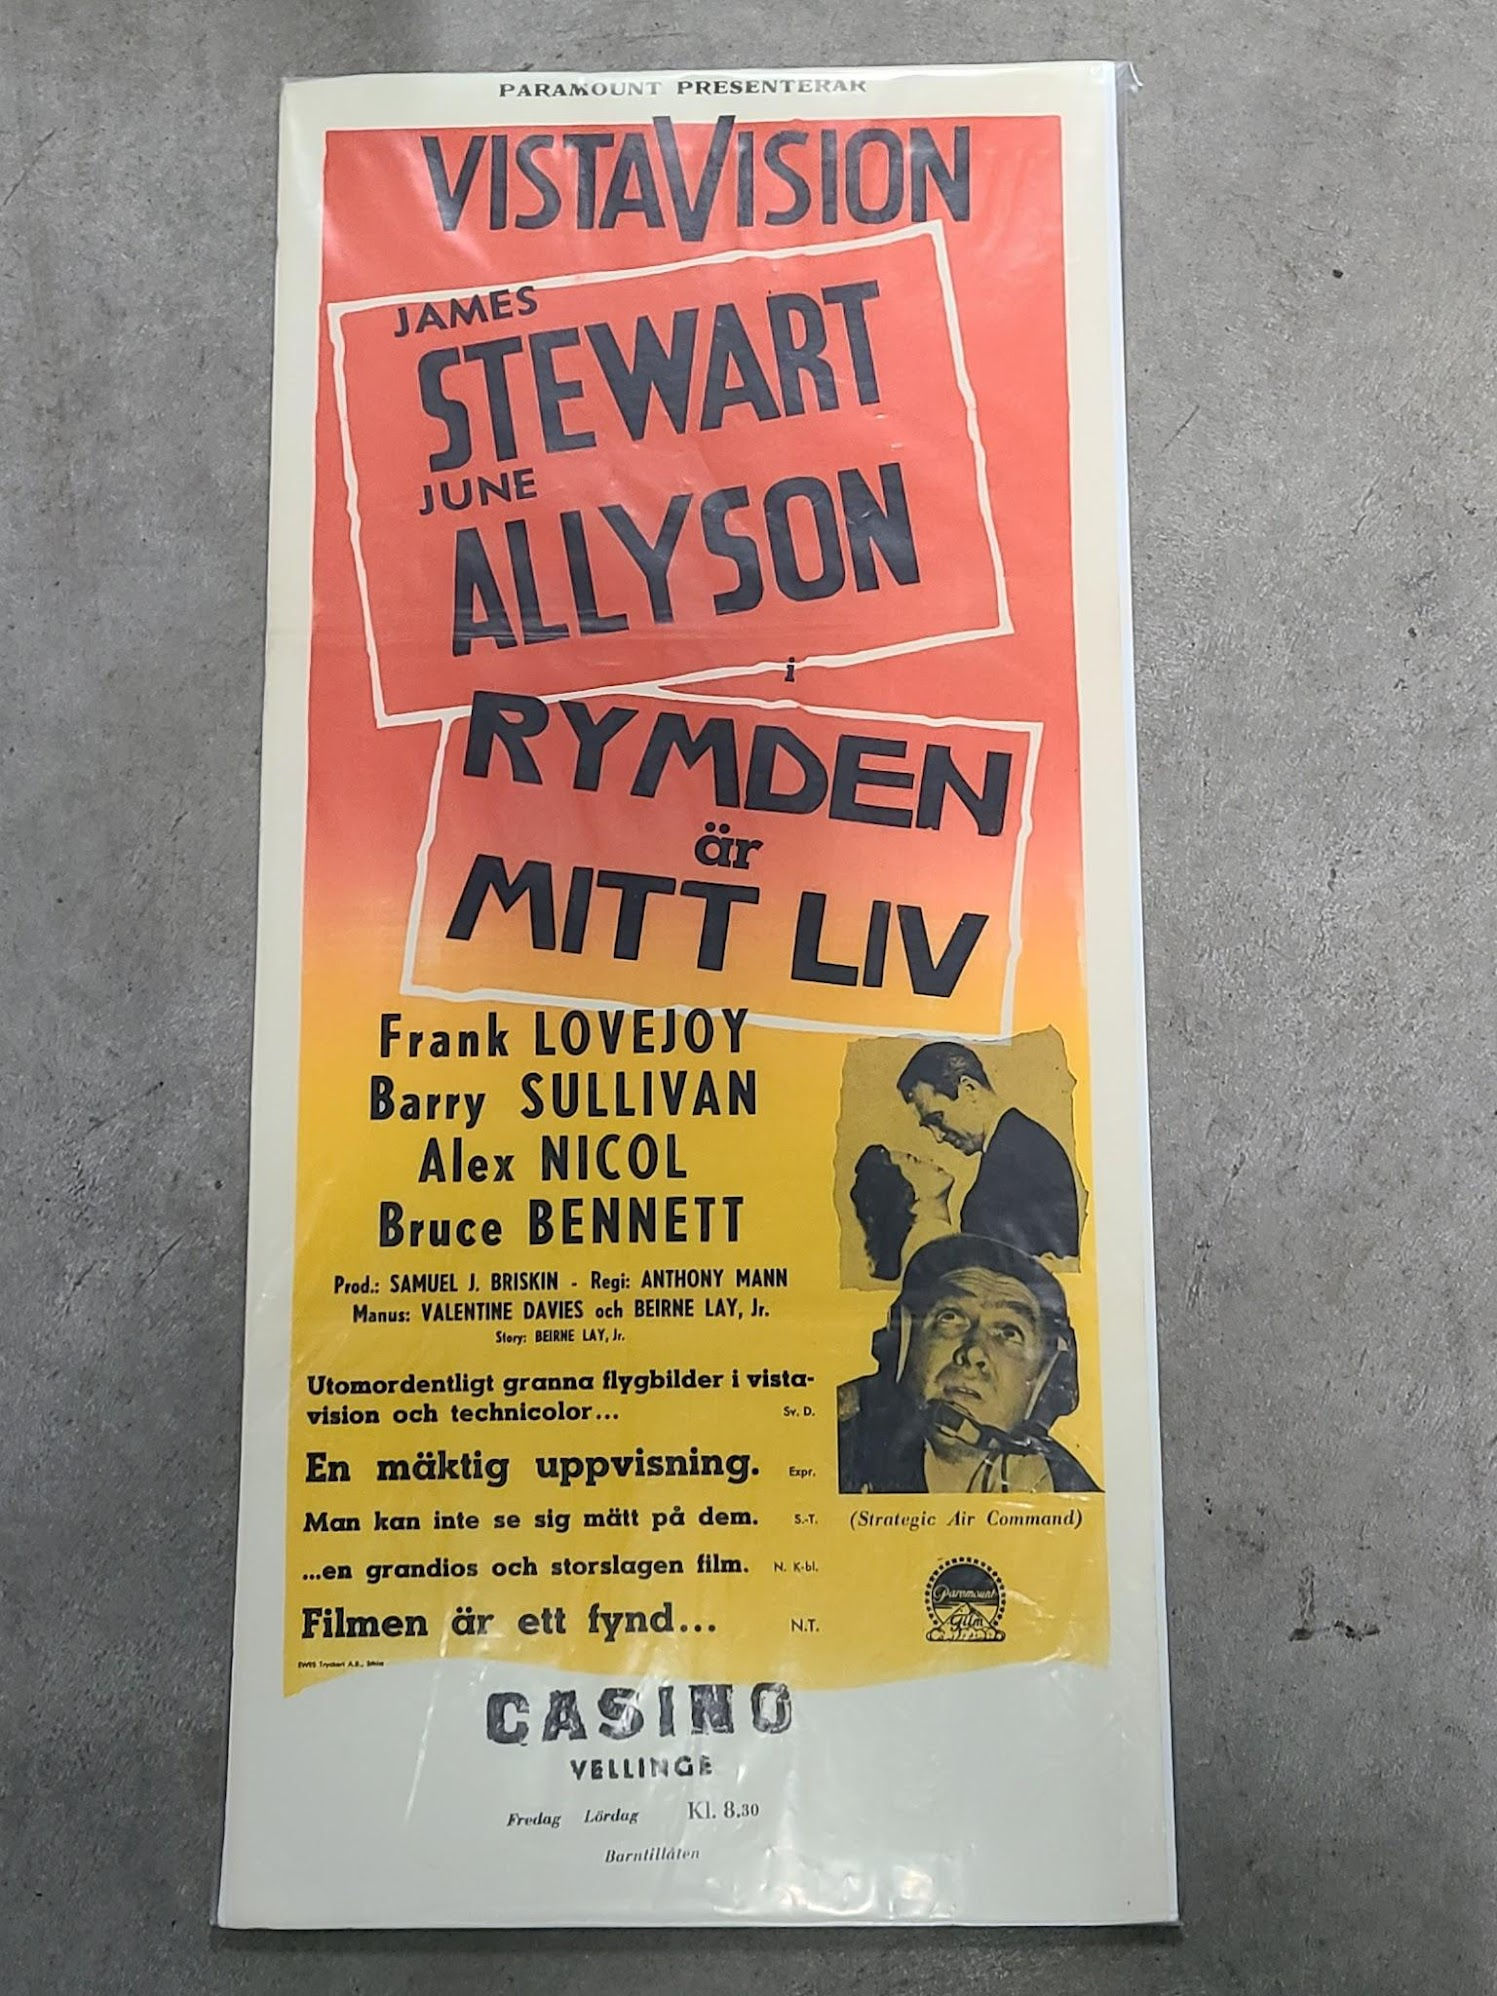 PARAMOUNT PRESENTERAR
VISTAVISION
JAMES
STEWART
JUNE
ALLYSON
i
RYMDEN
är
MITT LIV
Frank LOVEJOY
Barry SULLIVAN
Alex NICOL
Bruce BENNETT
Prod.: SAMUEL J. BRISKIN - Regi: ANTHONY MANN
Manus: VALENTINE DAVIES och BEIRNE LAY, Jr.
Story: BEIRNE LAY, Jr.
Utomordentligt granna flygbilder i vista-
vision och technicolor... Sv. D.
En mäktig uppvisning. Expr.
Man kan inte se sig mätt på dem. S.-T.
...en grandios och storslagen film. N. K-bl.
Filmen är ett fynd... N.T.
(Strategic Air Command)
Paramount
Film
Tryckeri A.B.,
CASINO
VELLINGE
Fredag Lördag Kl. 8.30
Barntillåten